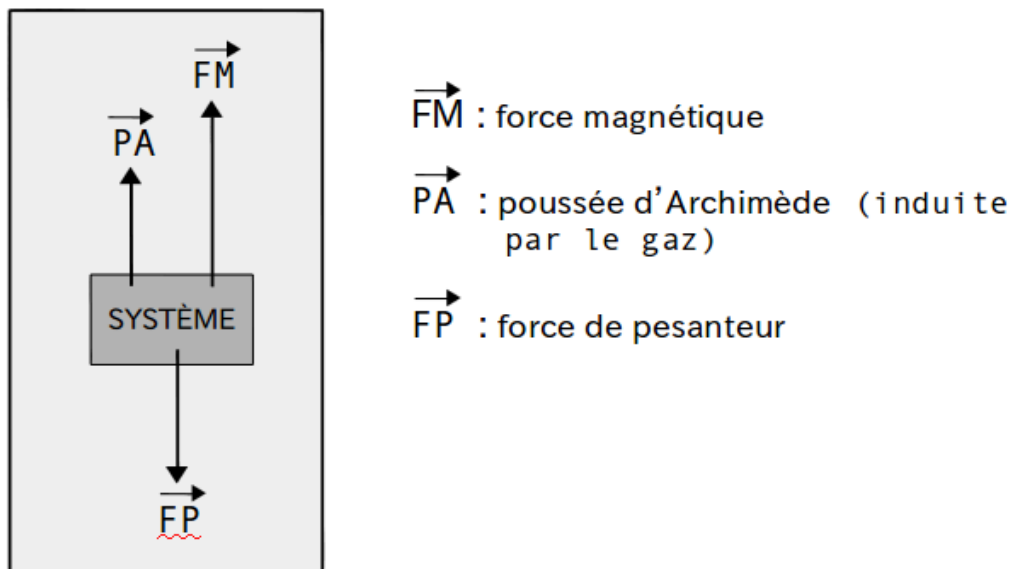 FM
PA
SYSTÈME
FP
FM : force magnétique
PA : poussée d'Archimède (induite
par le gaz)
FP : force de pesanteur